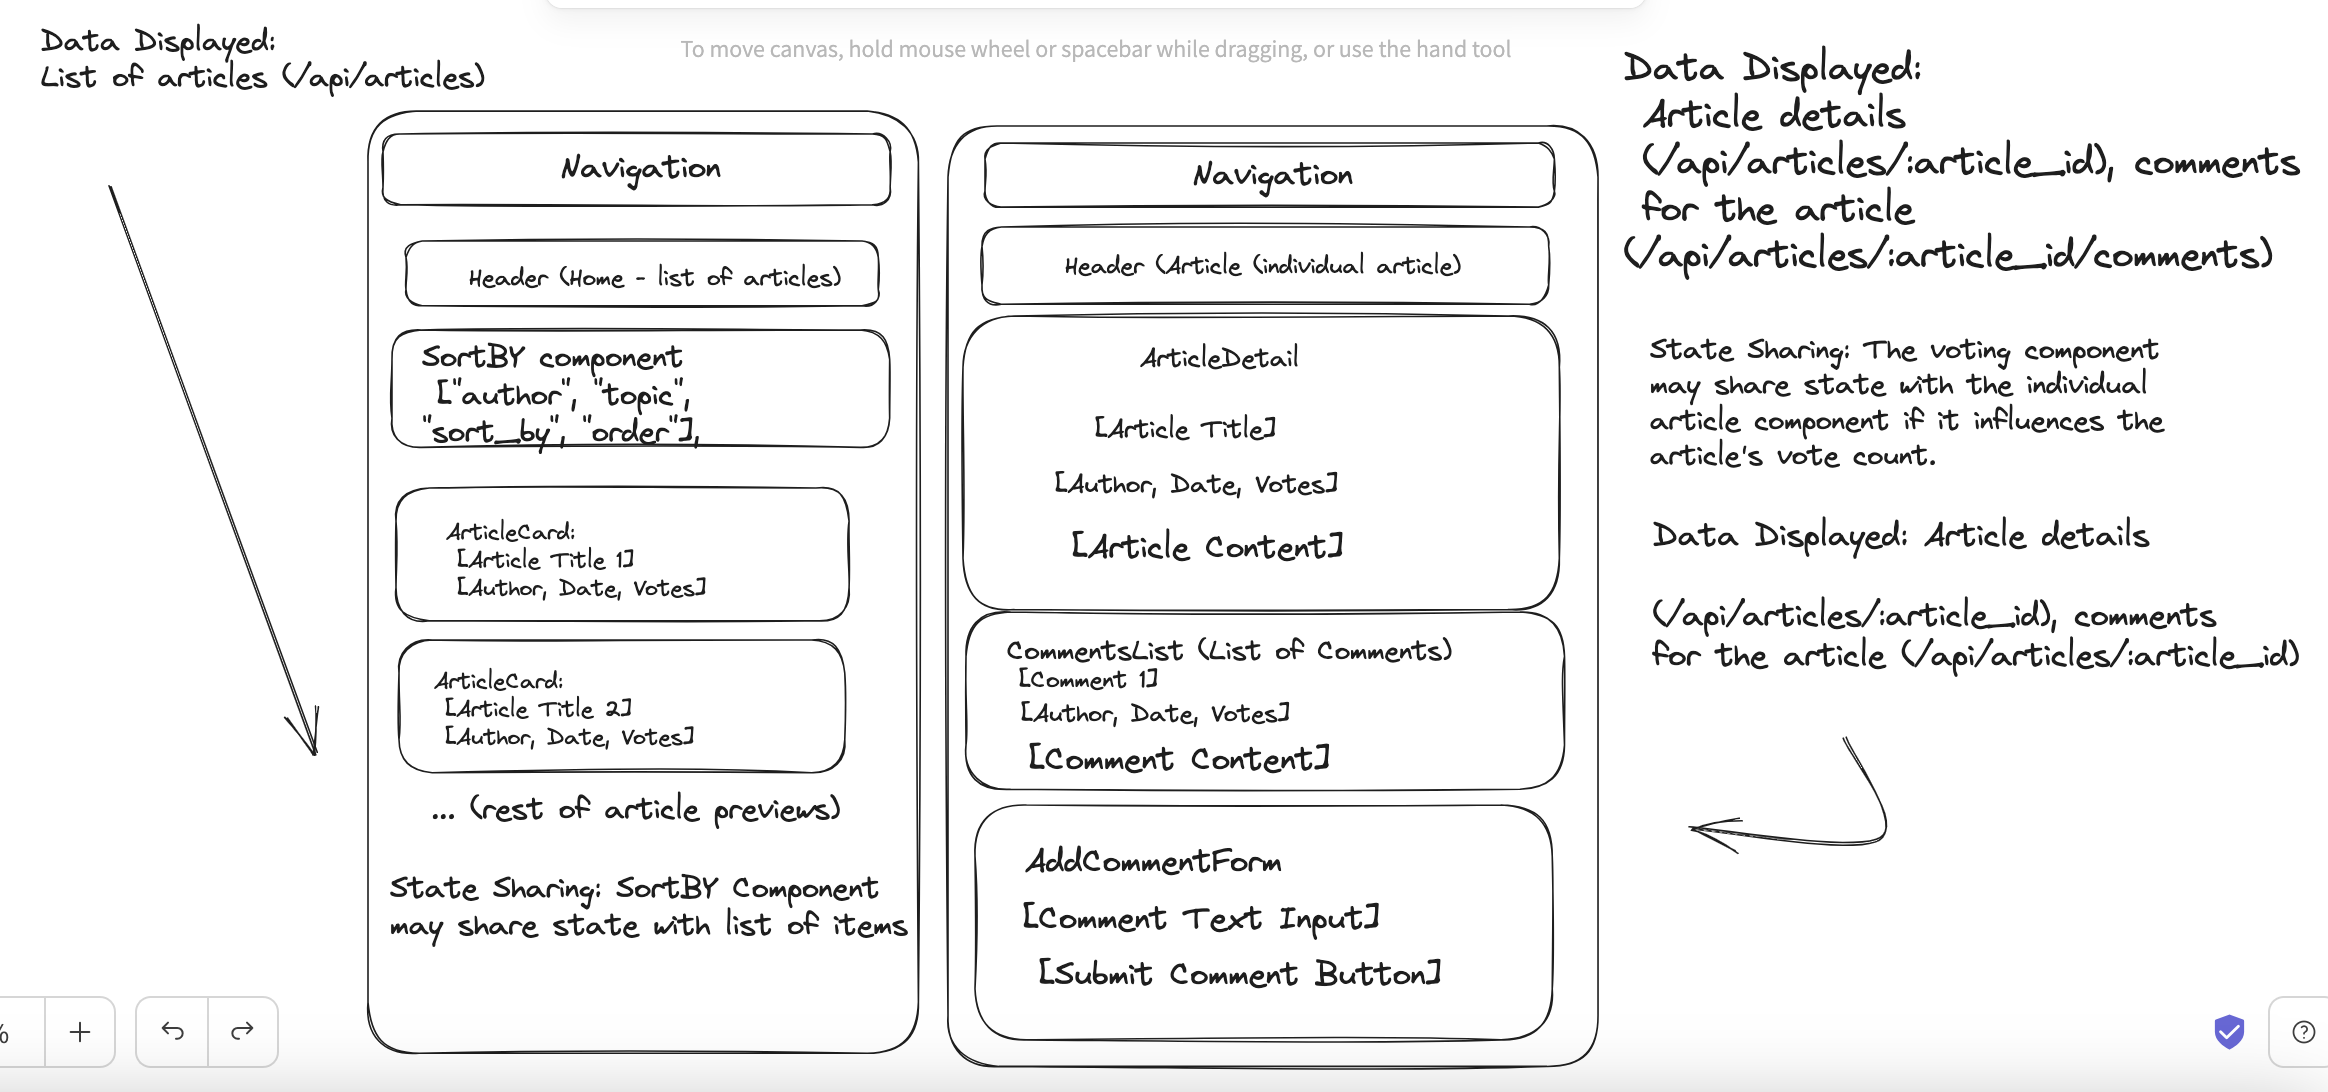 To move canvas, hold mouse wheel or spacebar while dragging, or use the hand tool
Data Displayed:
List of articles (/api/articles)
Navigation
Header (Home - list of articles)
SortBY component
["author", "topic",
"sort_by", "order"],
ArticleCard:
[Article Title 1]
[Author, Date, Votes]
ArticleCard:
[Article Title 2]
[Author, Date, Votes]
... (rest of article previews)
State Sharing: SortBY Component
may share state with list of items
Navigation
Header (Article (individual article)
ArticleDetail
[Article Title]
[Author, Date, Votes]
[Article Content]
CommentsList (List of Comments)
[Comment 1]
[Author, Date, Votes]
[Comment Content]
AddCommentForm
[Comment Text Input]
[Submit Comment Button]
Data Displayed:
Article details
(/api/articles/:article_id), comments
for the article
(/api/articles/:article_id/comments)
State Sharing: The voting component
may share state with the individual
article component if it influences the
article's vote count.
Data Displayed: Article details
(/api/articles/:article_id), comments
for the article (/api/articles/:article_id)
%